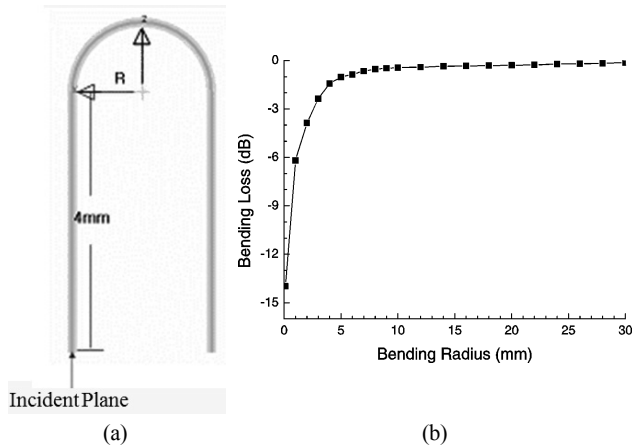 (a)
R
4mm
Incident Plane
(a)
Bending Loss (dB)
0
-3
-6
-9
-12
-15
0
5
10
15
20
25
30
Bending Radius (mm)
(b)